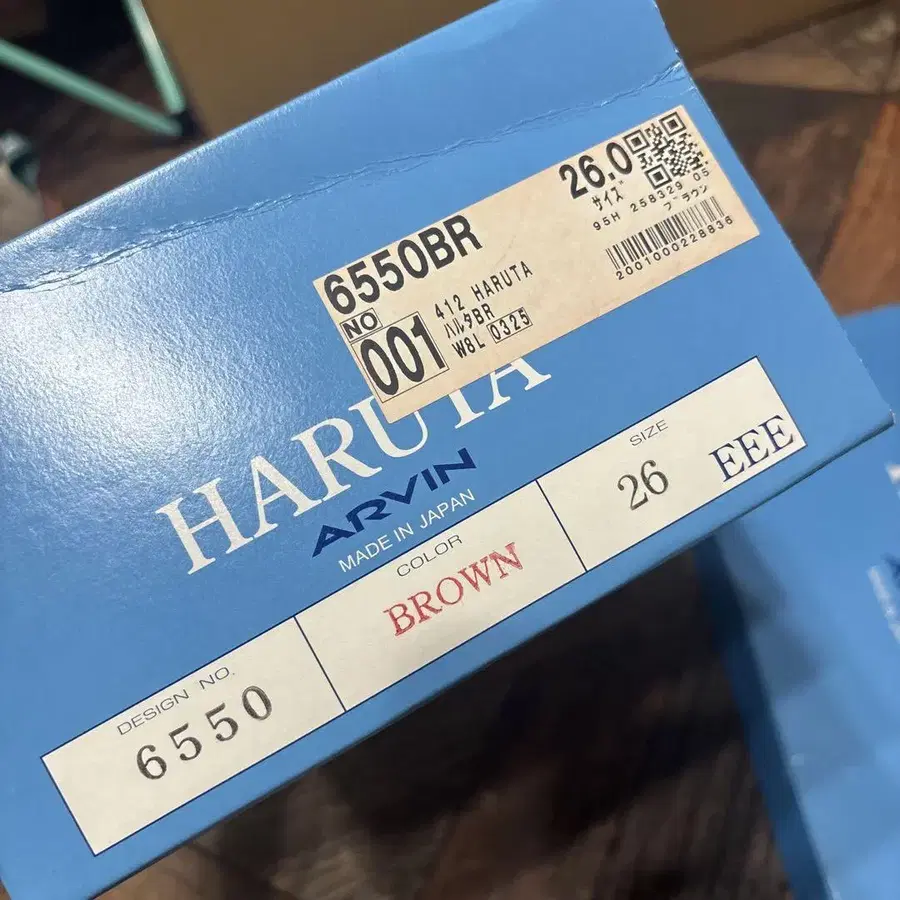 6550BR
26.0
サイズ
NO
001
412 HARUTA
ハルタBR
W8L 0325
95H 258329 05
ブラウン
2001000228836
HARUTA
ARVIN
MADE IN JAPAN
DESIGN NO.
6550
COLOR
BROWN
SIZE
26 EEE